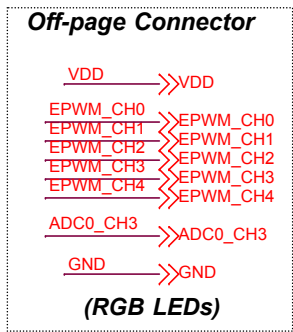 Off-page Connector
VDD VDD
EPWM_CH0 EPWM_CH0
EPWM_CH1 EPWM_CH1
EPWM_CH2 EPWM_CH2
EPWM_CH3 EPWM_CH3
EPWM_CH4 EPWM_CH4
ADC0_CH3 ADC0_CH3
GND GND
(RGB LEDs)